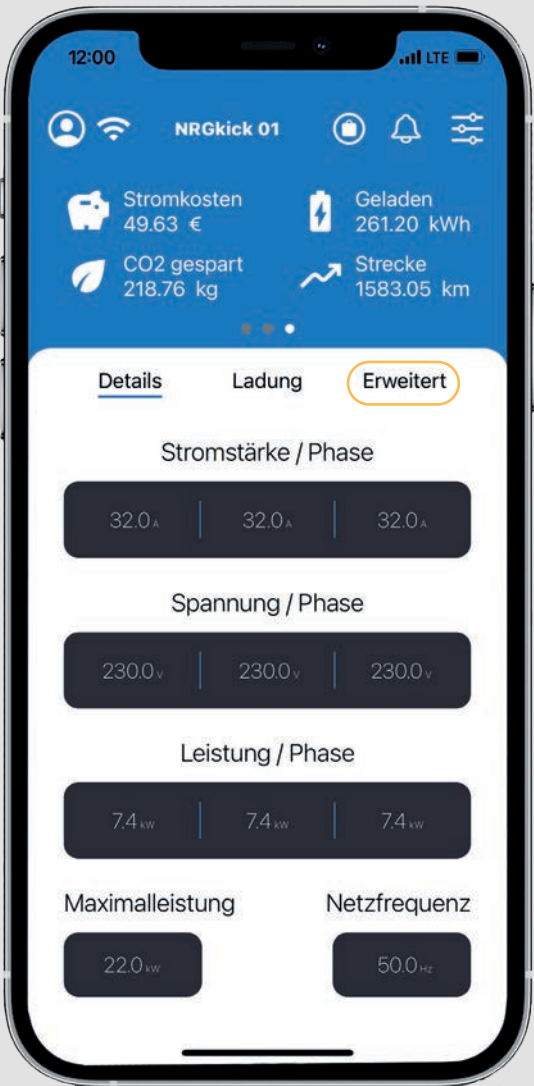 12:00 LTE
NRGkick 01
Stromkosten Geladen
49.63 € 261.20 kWh
CO2 gespart Strecke
218.76 kg 1583.05 km
Details Ladung Erweitert
Stromstärke / Phase
32.0 A 32.0 A 32.0 A
Spannung / Phase
230.0 V 230.0 V 230.0 V
Leistung / Phase
7.4 kW 7.4 kW 7.4 kW
Maximalleistung Netzfrequenz
22.0 kW 50.0 Hz